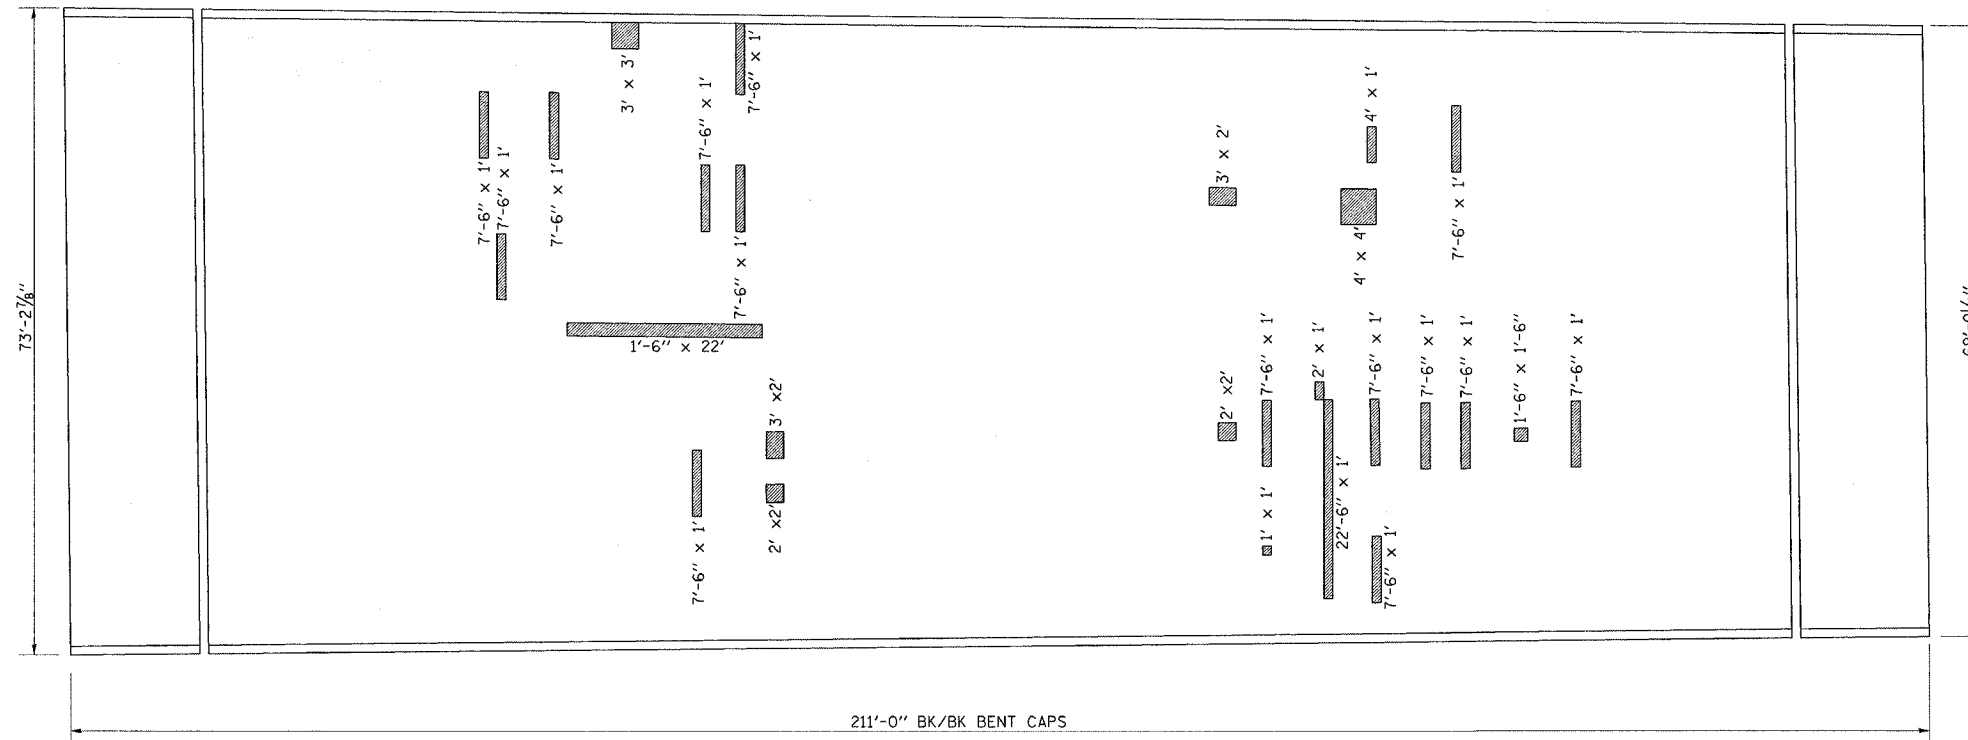 3' x 3'
7'-6" x 1'
7'-6" x 1'
7'-6" x 1'
7'-6" x 1'
7'-6" x 1'
7'-6" x 1'
1'-6" x 22'
3' x2'
2' x2'
7'-6" x 1'
4' x 1'
3' x 2'
4' x 4'
7'-6" x 1'
2' x2'
7'-6" x 1'
2' x 1'
7'-6" x 1'
7'-6" x 1'
7'-6" x 1'
1'-6" x 1'-6"
7'-6" x 1'
1' x 1'
22'-6" x 1'
7'-6" x 1'
73'-2⅞"
211'-0" BK/BK BENT CAPS